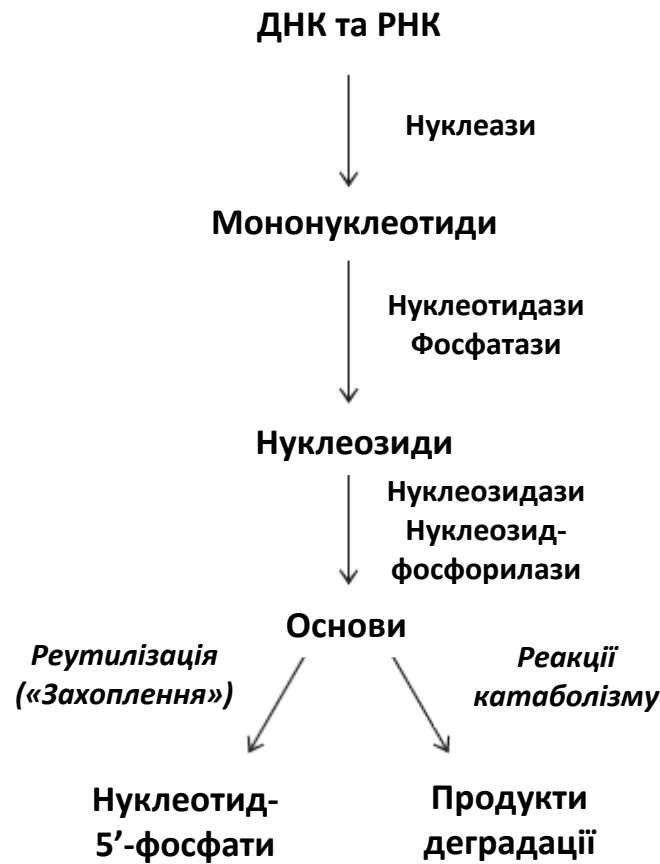 ДНК та РНК
Нуклеази
Мононуклеотиди
Нуклеотидази
Фосфатази
Нуклеозиди
Нуклеозидази
Нуклеозид-
фосфорилази
Основи
Реутилізація
(«Захоплення»)
Реакції
катаболізму
Нуклеотид-
5’-фосфати
Продукти
деградації